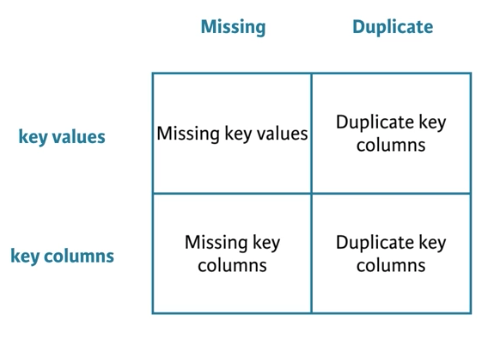 Missing Duplicate
key values Missing key values Duplicate key
columns
key columns Missing key
columns Duplicate key
columns